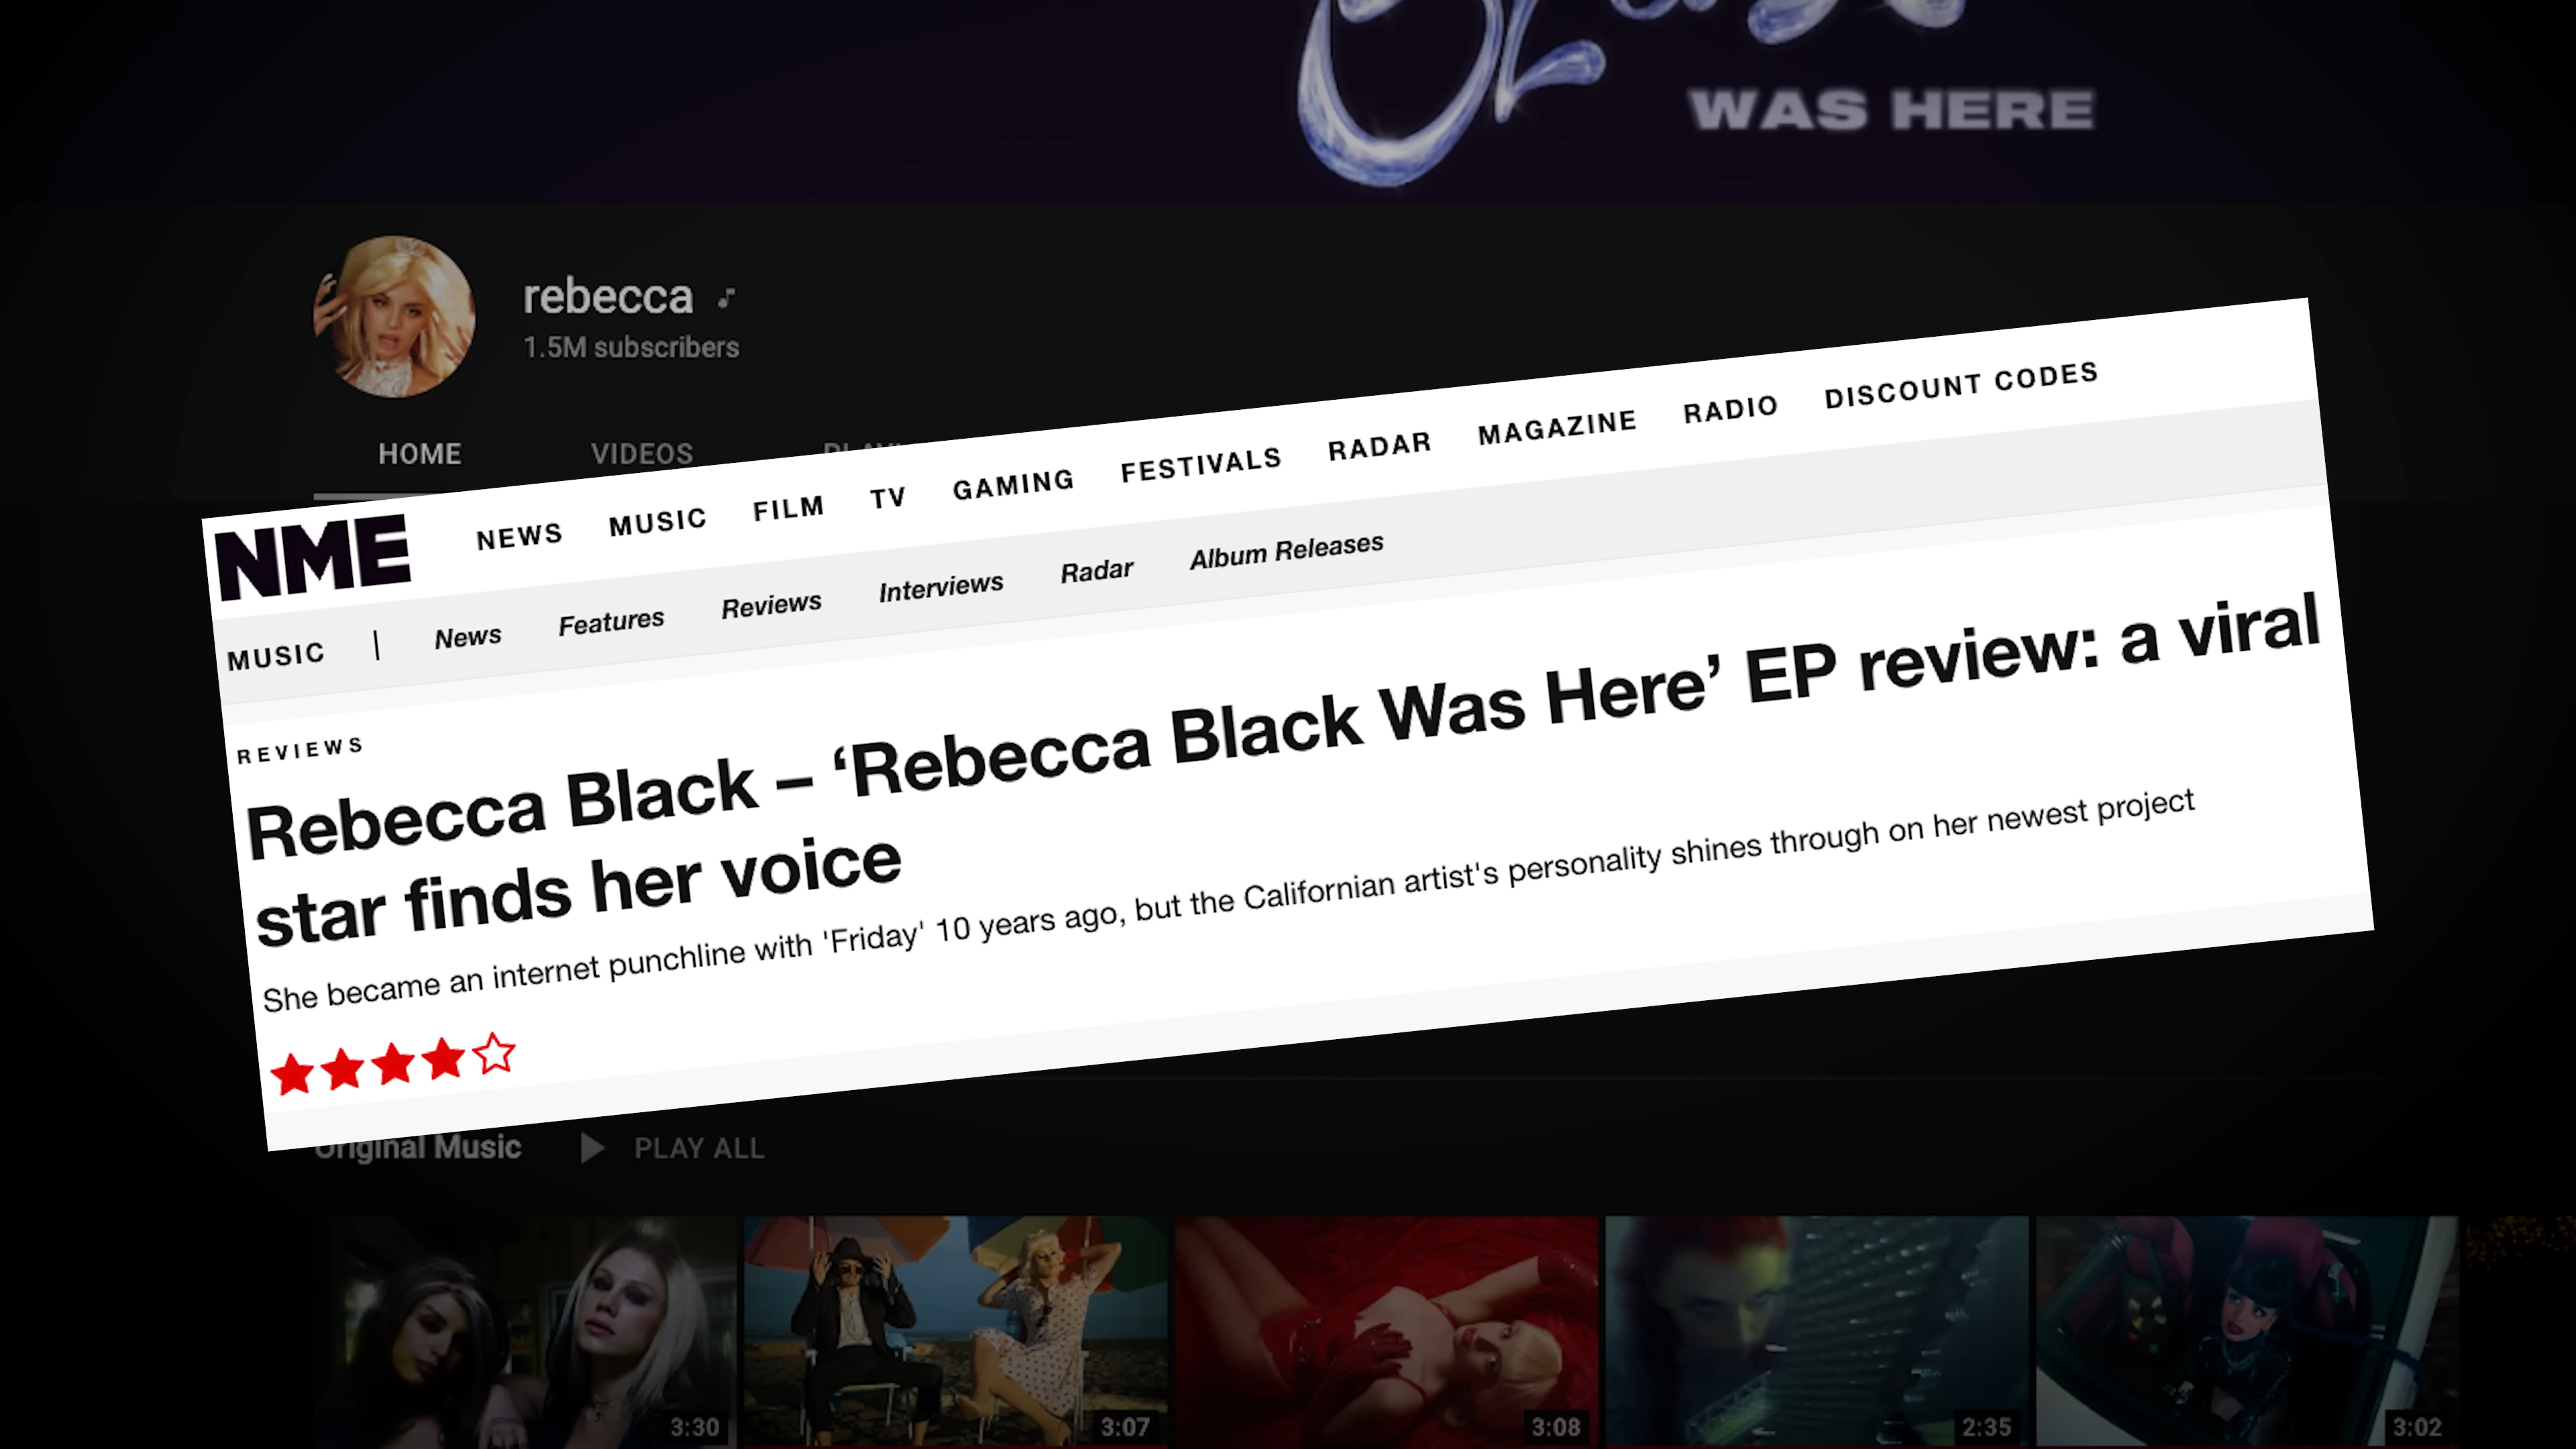 WAS HERE
rebecca
1.5M subscribers
HOME VIDEOS
NME NEWS MUSIC FILM TV GAMING FESTIVALS RADAR MAGAZINE RADIO DISCOUNT CODES
MUSIC | News Features Reviews Interviews Radar Album Releases
REVIEWS
Rebecca Black – ‘Rebecca Black Was Here’ EP review: a viral
star finds her voice
She became an internet punchline with 'Friday' 10 years ago, but the Californian artist's personality shines through on her newest project
Original Music PLAY ALL
3:30 3:07 3:08 2:35 3:02